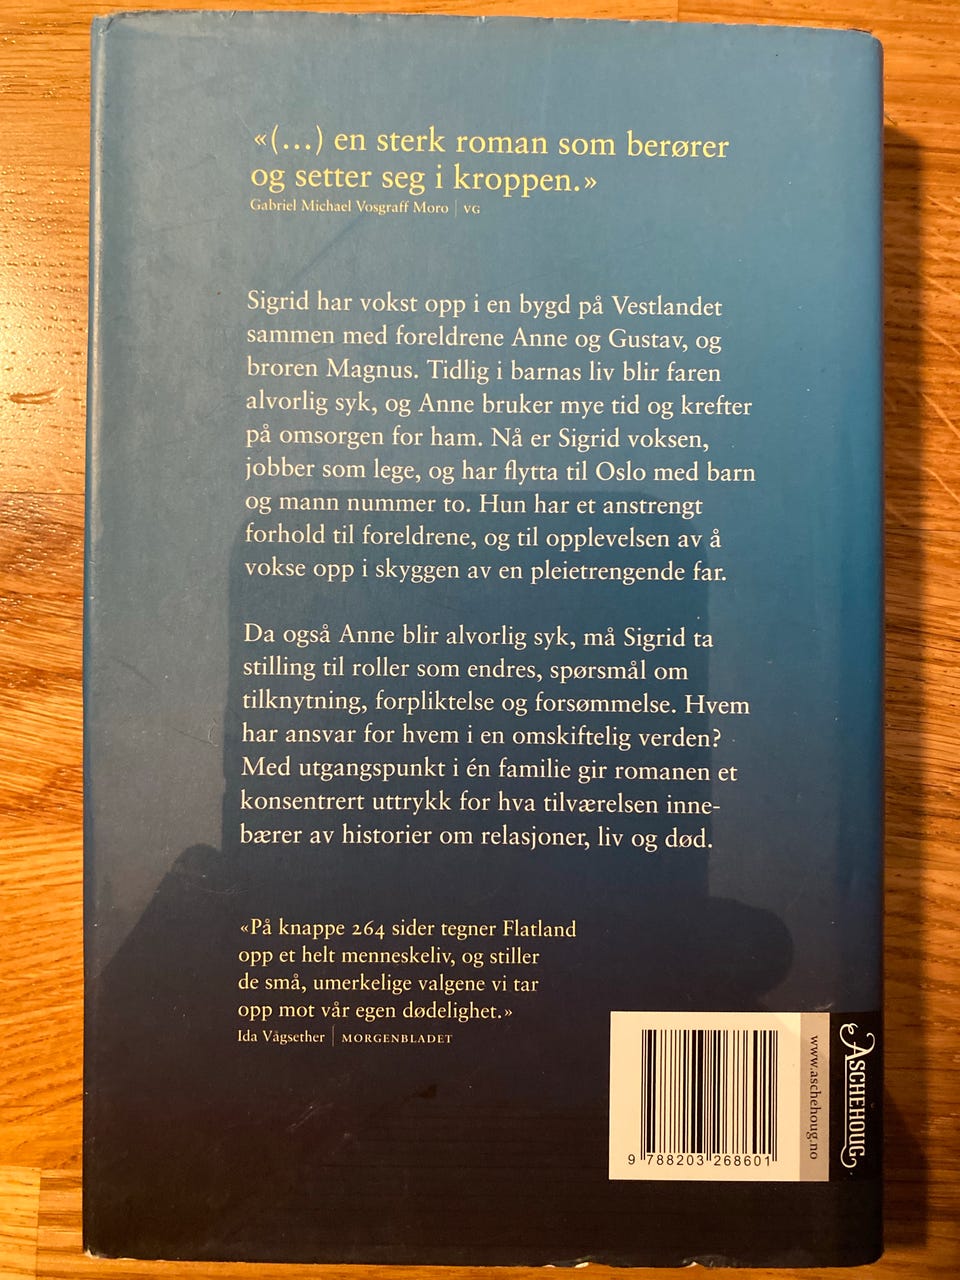 «(...) en sterk roman som berører
og setter seg i kroppen.»
Gabriel Michael Vosgraff Moro | VG
Sigrid har vokst opp i en bygd på Vestlandet
sammen med foreldrene Anne og Gustav, og
broren Magnus. Tidlig i barnas liv blir faren
alvorlig syk, og Anne bruker mye tid og krefter
på omsorgen for ham. Nå er Sigrid voksen,
jobber som lege, og har flytta til Oslo med barn
og mann nummer to. Hun har et anstrengt
forhold til foreldrene, og til opplevelsen av å
vokse opp i skyggen av en pleietrengende far.
Da også Anne blir alvorlig syk, må Sigrid ta
stilling til roller som endres, spørsmål om
tilknytning, forpliktelse og forsømmelse. Hvem
har ansvar for hvem i en omskiftelig verden?
Med utgangspunkt i én familie gir romanen et
konsentrert uttrykk for hva tilværelsen inne-
bærer av historier om relasjoner, liv og død.
«På knappe 264 sider tegner Flatland
opp et helt menneskeliv, og stiller
de små, umerkelige valgene vi tar
opp mot vår egen dødelighet.»
Ida Vågsether | MORGENBLADET
9 788203 268601
www.aschehoug.no
ASCHEHOUG